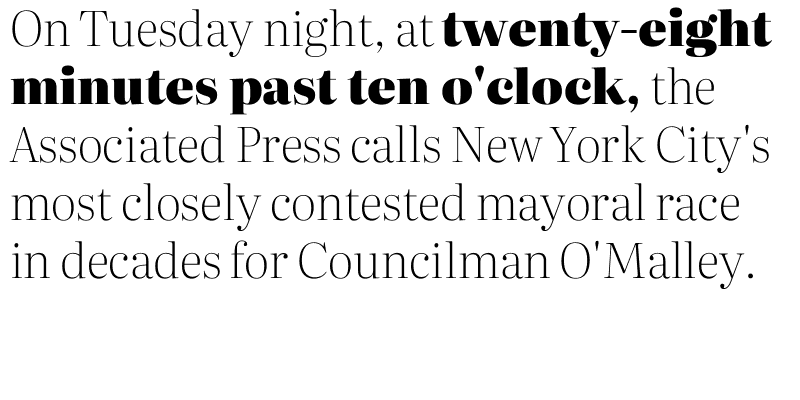 On Tuesday night, at twenty-eight
minutes past ten o'clock, the
Associated Press calls New York City's
most closely contested mayoral race
in decades for Councilman O'Malley.